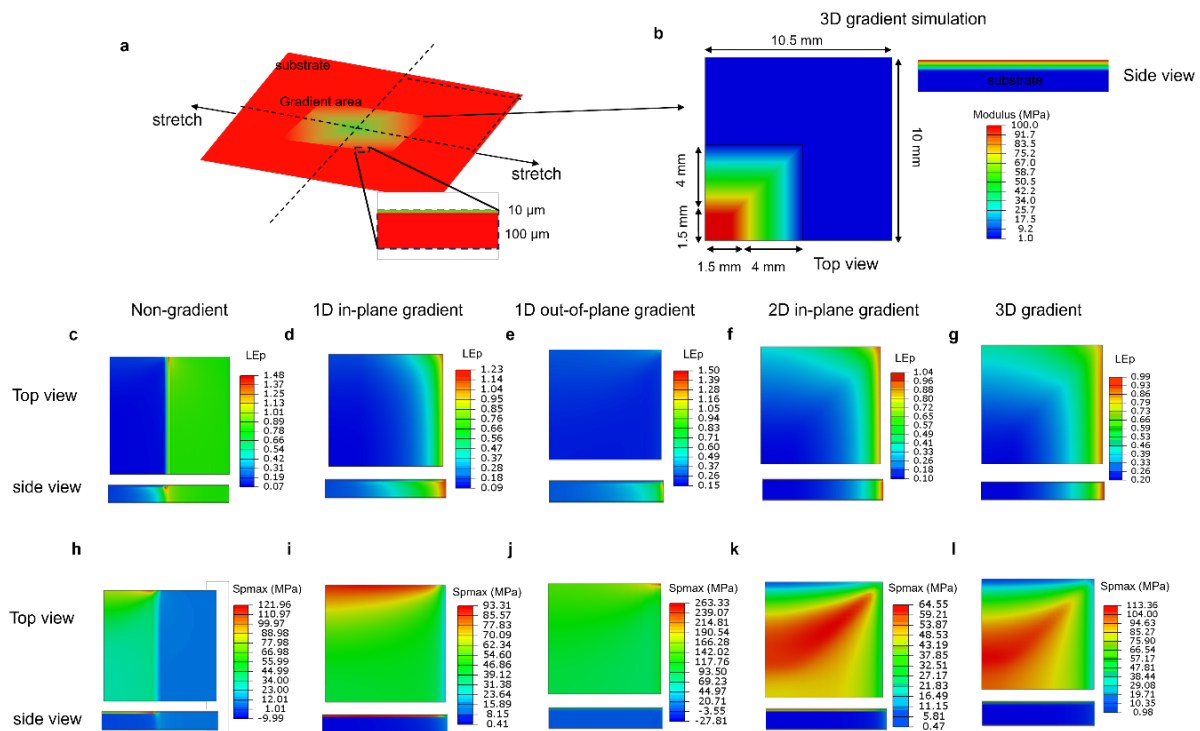 3D gradient simulation
a
b
10.5 mm
substrate
Gradient area
stretch
stretch
10 µm
100 µm
4 mm
1.5 mm
1.5 mm
4 mm
Top view
10 mm
substrate
Side view
Modulus (MPa)
100.0
91.7
83.5
75.2
67.0
58.7
50.5
42.2
34.0
25.7
17.5
9.2
1.0
Non-gradient
1D in-plane gradient
1D out-of-plane gradient
2D in-plane gradient
3D gradient
c
d
e
f
g
Top view
side view
LEp
1.48
1.37
1.25
1.13
1.01
0.89
0.78
0.66
0.54
0.42
0.31
0.19
0.07
LEp
1.23
1.14
1.04
0.95
0.85
0.76
0.66
0.56
0.47
0.37
0.28
0.18
0.09
LEp
1.50
1.39
1.28
1.16
1.05
0.94
0.83
0.71
0.60
0.49
0.37
0.26
0.15
LEp
1.04
0.96
0.88
0.80
0.72
0.65
0.57
0.49
0.41
0.33
0.26
0.18
0.10
LEp
0.99
0.93
0.86
0.79
0.73
0.66
0.59
0.53
0.46
0.39
0.33
0.26
0.20
h
i
j
k
l
Top view
side view
Spmax (MPa)
121.96
110.97
99.97
88.98
77.98
66.98
55.99
44.99
34.00
23.00
12.01
1.01
-9.99
Spmax (MPa)
93.31
85.57
77.83
70.09
62.34
54.60
46.86
39.12
31.38
23.64
15.89
8.15
0.41
Spmax (MPa)
263.33
239.07
214.81
190.54
166.28
142.02
117.76
93.50
69.23
44.97
20.71
-3.55
-27.81
Spmax (MPa)
64.55
59.21
53.87
48.53
43.19
37.85
32.51
27.17
21.83
16.49
11.15
5.81
0.47
Spmax (MPa)
113.36
104.00
94.63
85.27
75.90
66.54
57.17
47.81
38.44
29.08
19.71
10.35
0.98